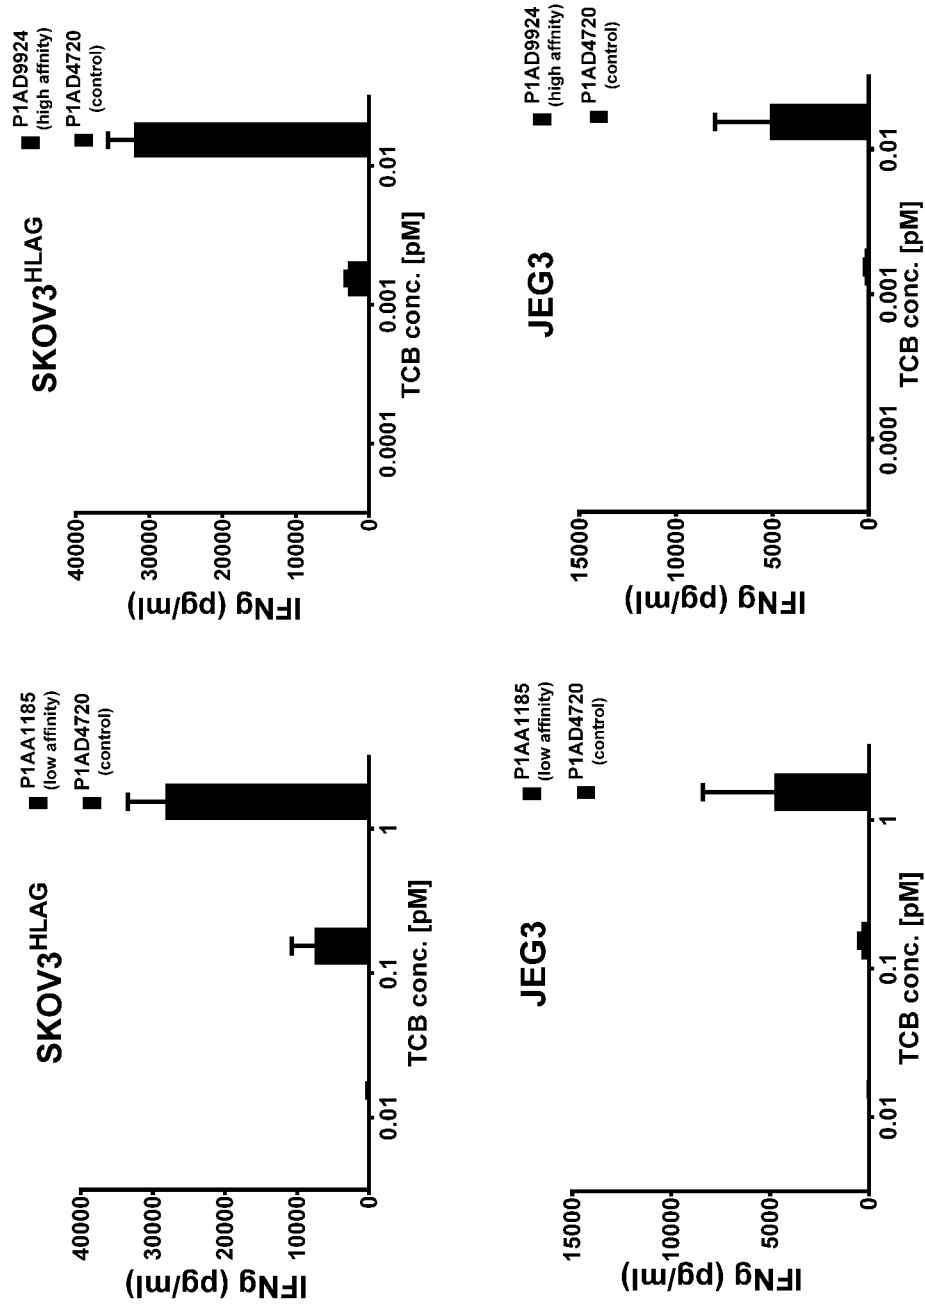 SKOV3HLAG
P1AA1185
(low affinity)
P1AD4720
(control)
IFNg (pg/ml)
40000
30000
20000
10000
0
0.01
0.1
1
TCB conc. [pM]
SKOV3HLAG
P1AD9924
(high affnity)
P1AD4720
(control)
IFNg (pg/ml)
40000
30000
20000
10000
0
0.0001
0.001
0.01
TCB conc. [pM]
JEG3
P1AA1185
(low affinity)
P1AD4720
(control)
IFNg (pg/ml)
15000
10000
5000
0
0.01
0.1
1
TCB conc. [pM]
JEG3
P1AD9924
(high affinity)
P1AD4720
(control)
IFNg (pg/ml)
15000
10000
5000
0
0.0001
0.001
0.01
TCB conc. [pM]